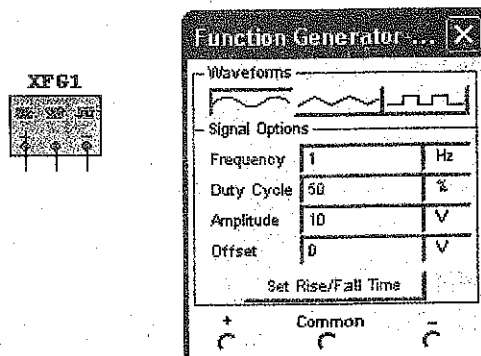 XFG1
Function Generator-... X
Waveforms
Signal Options
Frequency 1 Hz
Duty Cycle 50 %
Amplitude 10 V
Offset 0 V
Set Rise/Fall Time
+ Common -